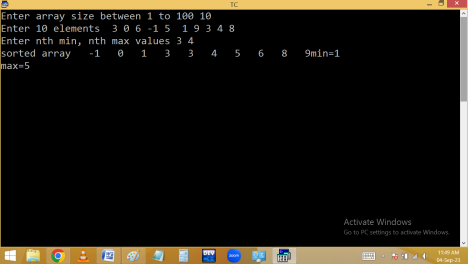 TC
Enter array size between 1 to 100 10
Enter 10 elements  3 0 6 -1 5  1 9 3 4 8
Enter nth min, nth max values 3 4
sorted array   -1   0   1   3   3   4   5   6   8   9min=1
max=5
Activate Windows
Go to PC settings to activate Windows.
DEV
zoom
11:49 AM
04-Sep-23